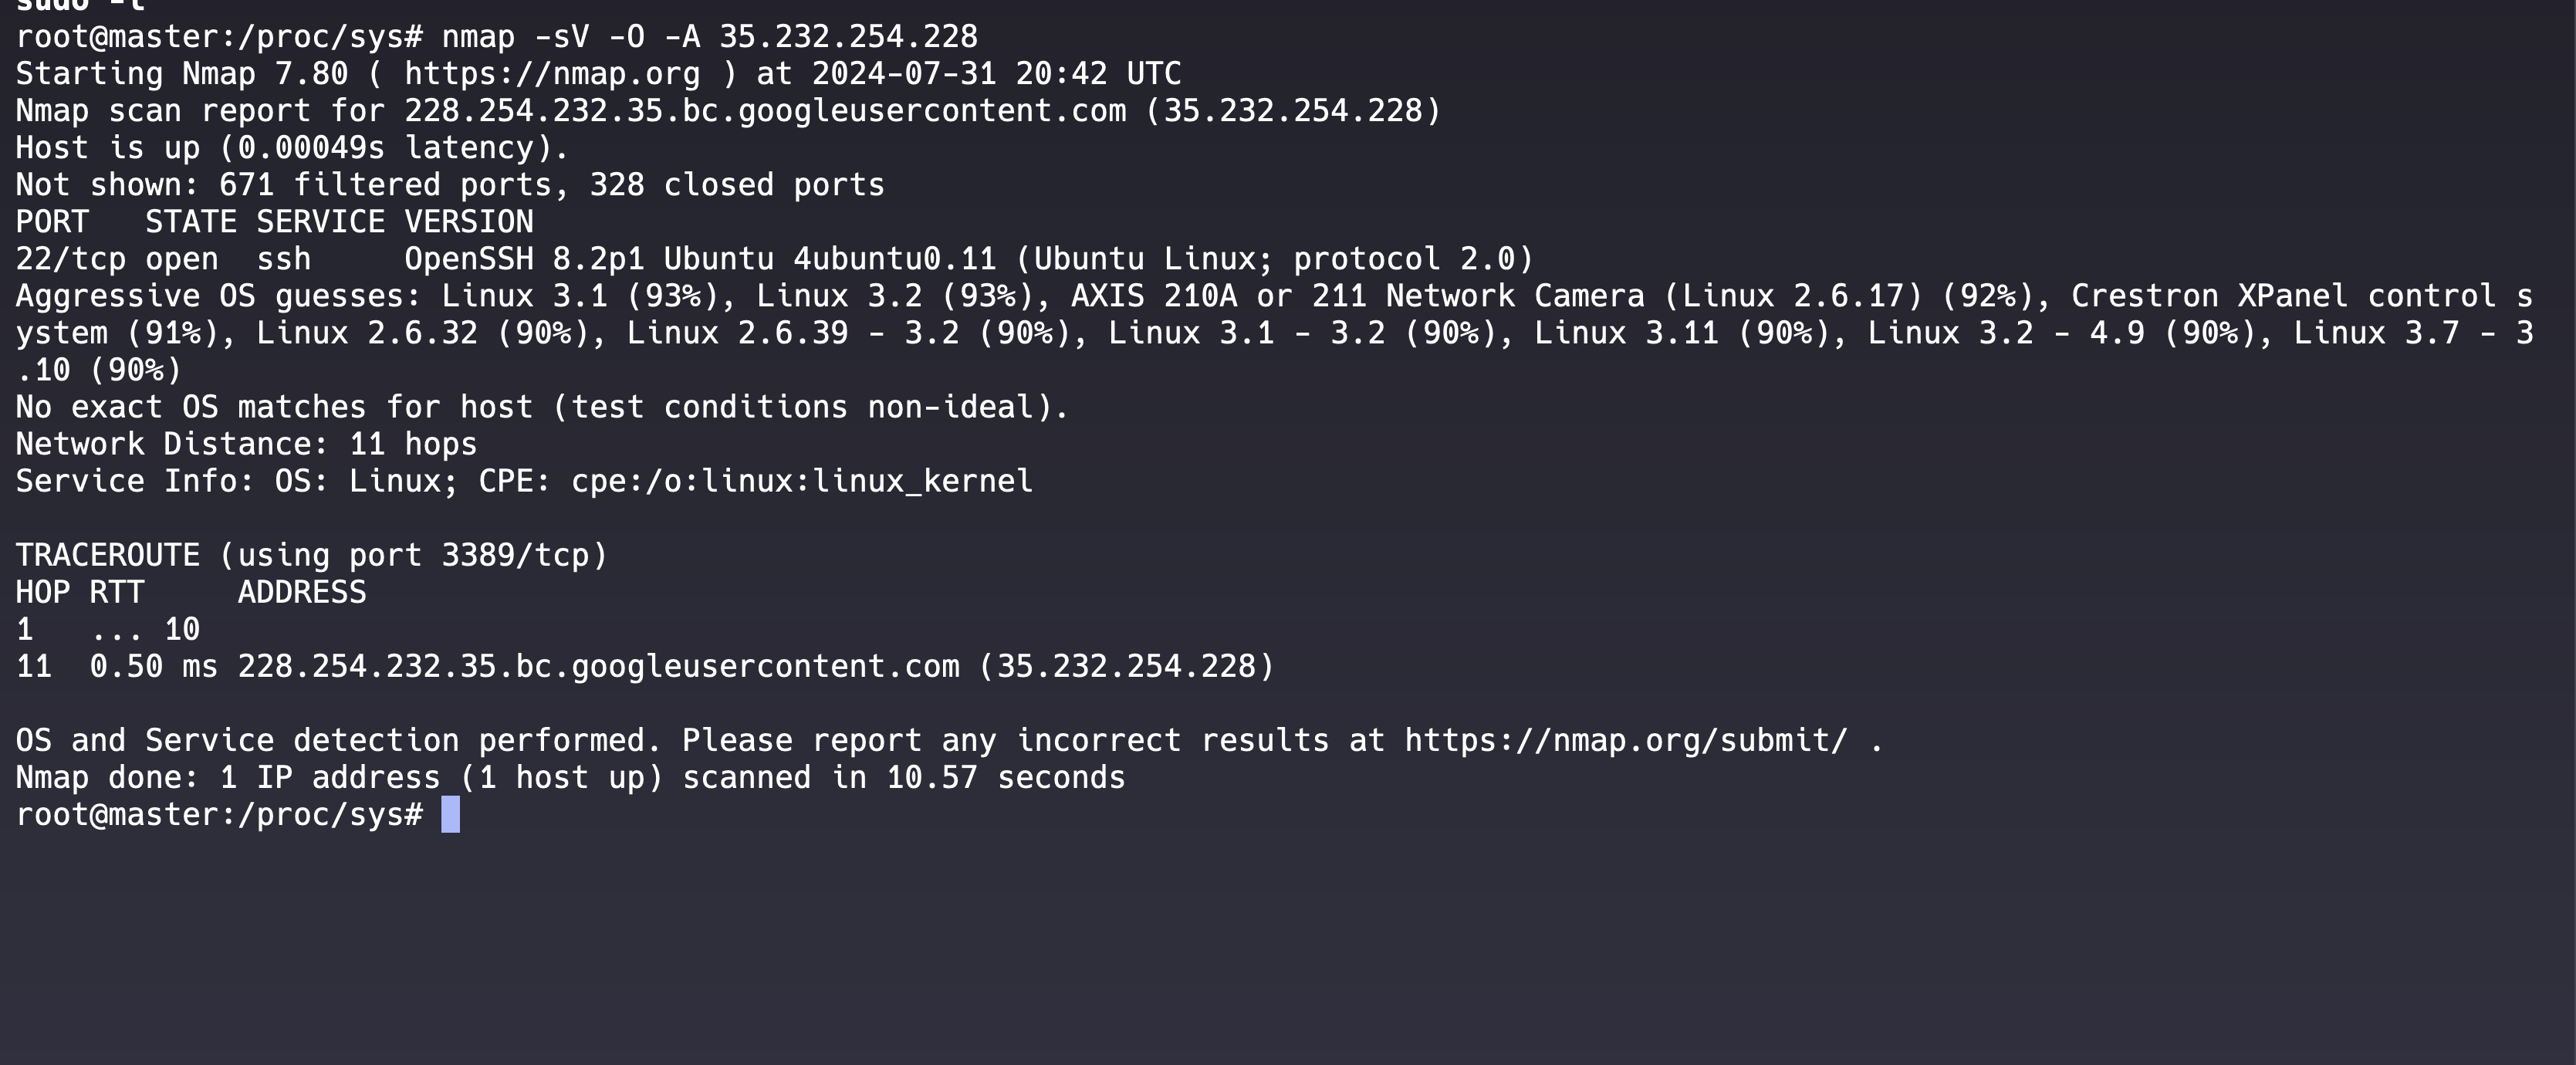 sudo -l
root@master:/proc/sys# nmap -sV -O -A 35.232.254.228
Starting Nmap 7.80 ( https://nmap.org ) at 2024-07-31 20:42 UTC
Nmap scan report for 228.254.232.35.bc.googleusercontent.com (35.232.254.228)
Host is up (0.00049s latency).
Not shown: 671 filtered ports, 328 closed ports
PORT   STATE SERVICE VERSION
22/tcp open  ssh     OpenSSH 8.2p1 Ubuntu 4ubuntu0.11 (Ubuntu Linux; protocol 2.0)
Aggressive OS guesses: Linux 3.1 (93%), Linux 3.2 (93%), AXIS 210A or 211 Network Camera (Linux 2.6.17) (92%), Crestron XPanel control s
ystem (91%), Linux 2.6.32 (90%), Linux 2.6.39 - 3.2 (90%), Linux 3.1 - 3.2 (90%), Linux 3.11 (90%), Linux 3.2 - 4.9 (90%), Linux 3.7 - 3
.10 (90%)
No exact OS matches for host (test conditions non-ideal).
Network Distance: 11 hops
Service Info: OS: Linux; CPE: cpe:/o:linux:linux_kernel

TRACEROUTE (using port 3389/tcp)
HOP RTT     ADDRESS
1   ... 10
11  0.50 ms 228.254.232.35.bc.googleusercontent.com (35.232.254.228)

OS and Service detection performed. Please report any incorrect results at https://nmap.org/submit/ .
Nmap done: 1 IP address (1 host up) scanned in 10.57 seconds
root@master:/proc/sys#